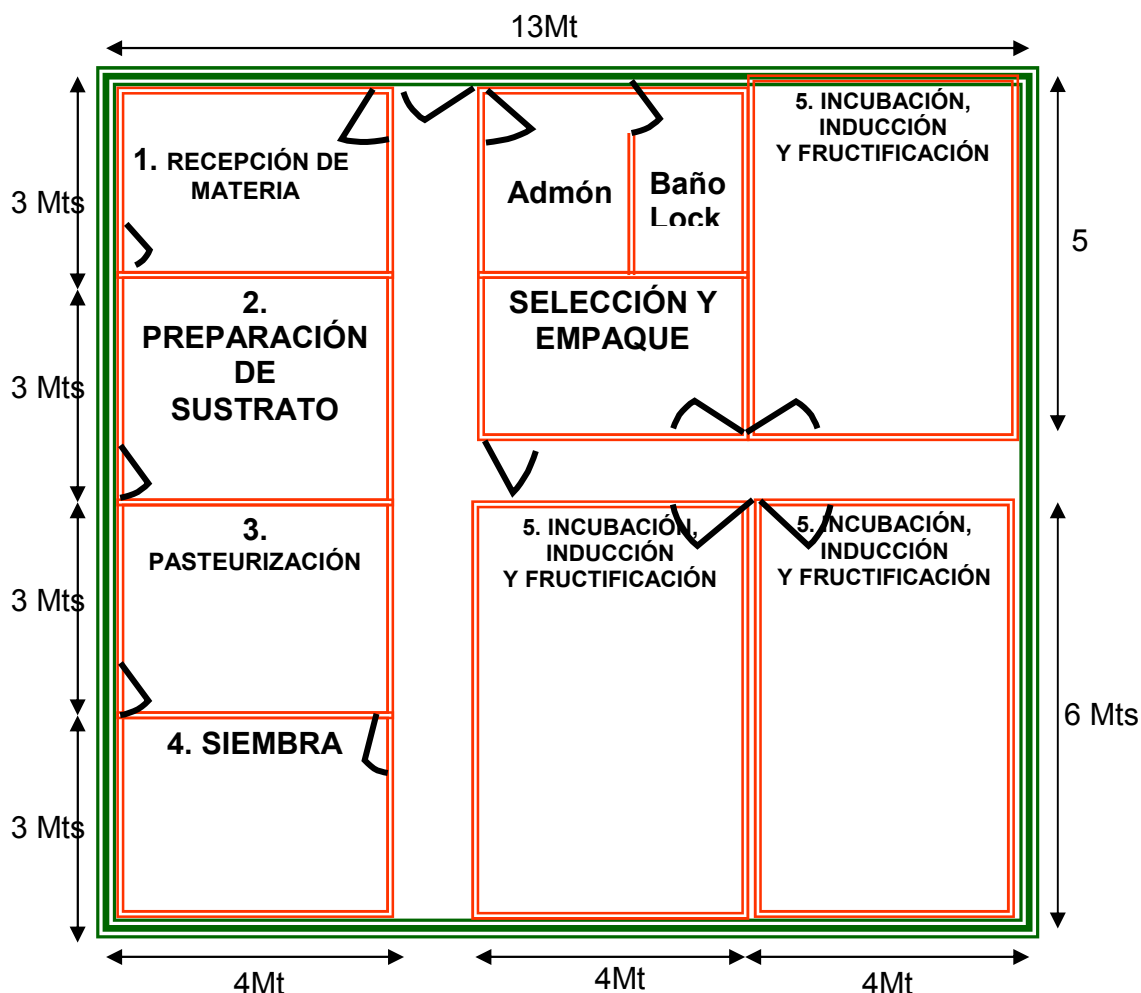 13Mt
1. RECEPCIÓN DE
MATERIA
3 Mts
Admón
Baño
Lock
5. INCUBACIÓN,
INDUCCIÓN
Y FRUCTIFICACIÓN
5
2.
PREPARACIÓN
DE
SUSTRATO
3 Mts
SELECCIÓN Y
EMPAQUE
3.
PASTEURIZACIÓN
3 Mts
5. INCUBACIÓN,
INDUCCIÓN
Y FRUCTIFICACIÓN
5. INCUBACIÓN,
INDUCCIÓN
Y FRUCTIFICACIÓN
6 Mts
4. SIEMBRA
3 Mts
4Mt
4Mt
4Mt